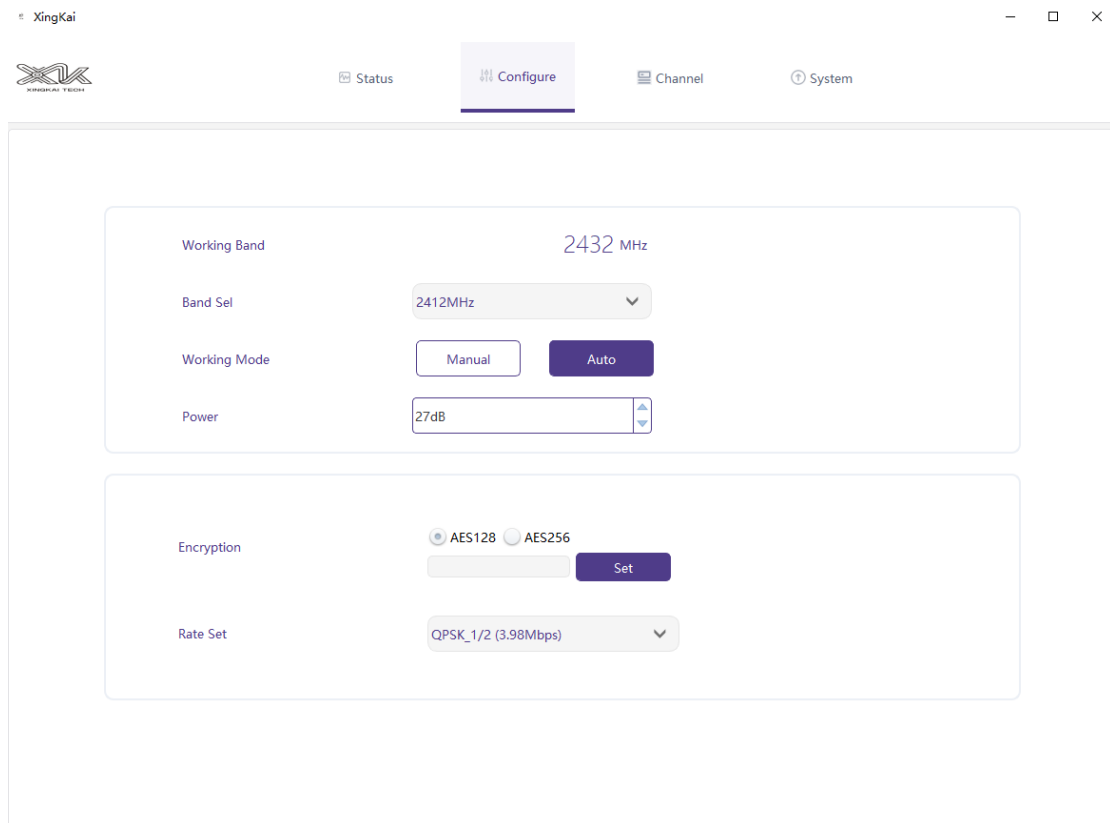 XingKai
XINGKAI TECH
Status
Configure
Channel
System
Working Band
2432 MHz
Band Sel
2412MHz
Working Mode
Manual
Auto
Power
27dB
Encryption
AES128
AES256
Set
Rate Set
QPSK_1/2 (3.98Mbps)